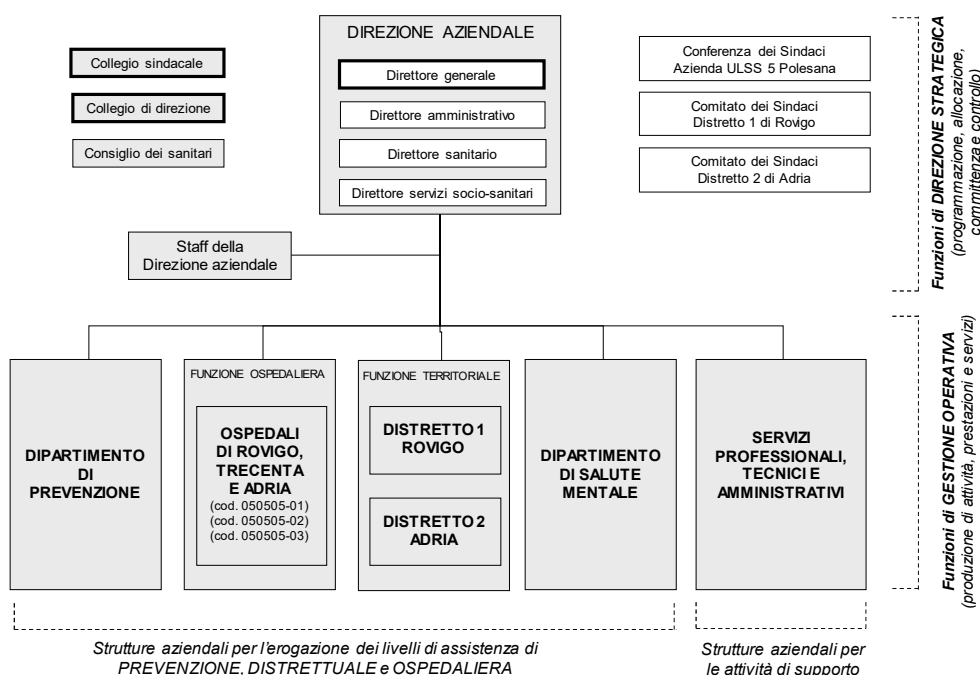 DIREZIONE AZIENDALE
Direttore generale
Direttore amministrativo
Direttore sanitario
Direttore servizi socio-sanitari
Collegio sindacale
Collegio di direzione
Consiglio dei sanitari
Conferenza dei Sindaci
Azienda ULSS 5 Polesana
Comitato dei Sindaci
Distretto 1 di Rovigo
Comitato dei Sindaci
Distretto 2 di Adria
Funzioni di DIREZIONE STRATEGICA
(programmazione, allocazione,
committenza e controllo)
Staff della
Direzione aziendale
DIPARTIMENTO
DI
PREVENZIONE
FUNZIONE OSPEDALIERA
OSPEDALI
DI ROVIGO,
TRECENTA
E ADRIA
(cod. 050505-01)
(cod. 050505-02)
(cod. 050505-03)
FUNZIONE TERRITORIALE
DISTRETTO 1
ROVIGO
DISTRETTO 2
ADRIA
DIPARTIMENTO
DI SALUTE
MENTALE
SERVIZI
PROFESSIONALI,
TECNICI E
AMMINISTRATIVI
Funzioni di GESTIONE OPERATIVA
(produzione di attività, prestazioni e servizi)
Strutture aziendali per l'erogazione dei livelli di assistenza di
PREVENZIONE, DISTRETTUALE e OSPEDALIERA
Strutture aziendali per
le attività di supporto